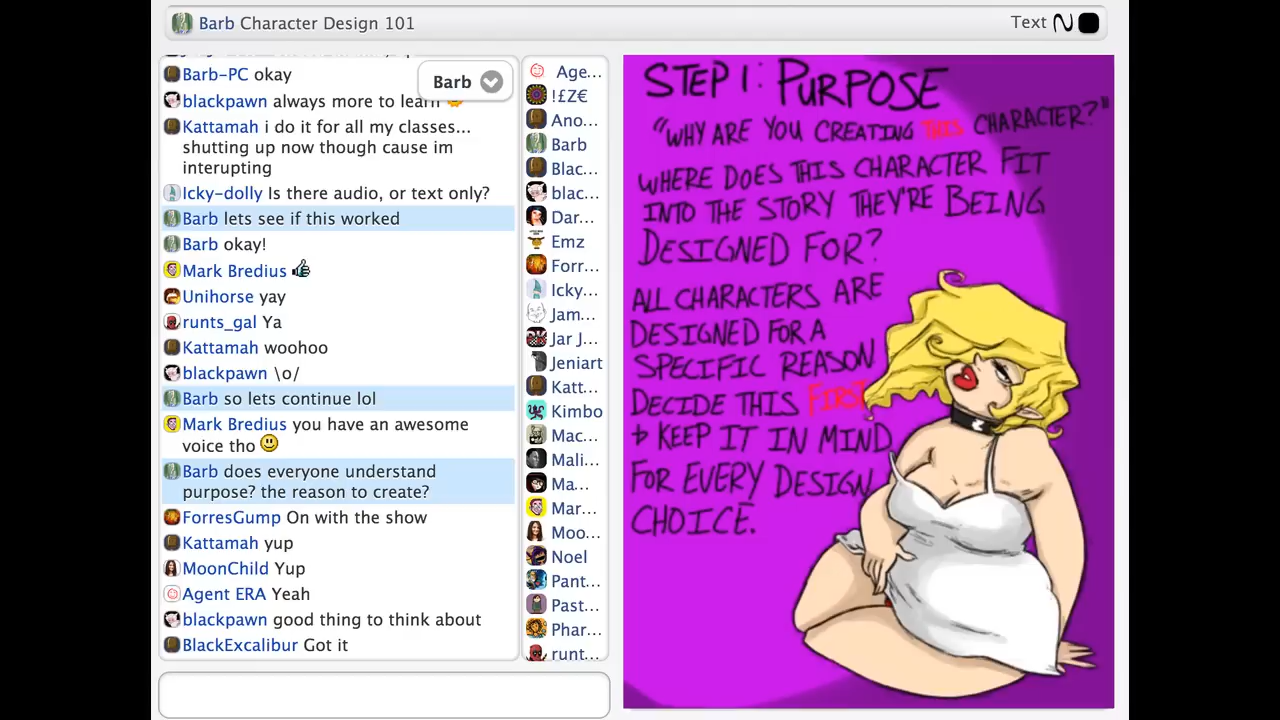 Barb Character Design 101
Text
Barb
Barb-PC okay
blackpawn always more to learn
Kattamah i do it for all my classes...
shutting up now though cause im
interupting
Icky-dolly Is there audio, or text only?
Barb lets see if this worked
Barb okay!
Mark Bredius
Unihorse yay
runts_gal Ya
Kattamah woohoo
blackpawn \o/
Barb so lets continue lol
Mark Bredius you have an awesome
voice tho
Barb does everyone understand
purpose? the reason to create?
ForresGump On with the show
Kattamah yup
MoonChild Yup
Agent ERA Yeah
blackpawn good thing to think about
BlackExcalibur Got it
Age...
!£Z€
Ano...
Barb
Blac...
blac...
Dar...
Emz
Forr...
Icky...
Jam...
Jar J...
Jeniart
Katt...
Kimbo
Mac...
Mali...
Ma...
Mar...
Moo...
Noel
Pant...
Past...
Phar...
runt...
STEP 1: PURPOSE
"WHY ARE YOU CREATING THIS CHARACTER?"
WHERE DOES THIS CHARACTER FIT
INTO THE STORY THEY'RE BEING
DESIGNED FOR?
ALL CHARACTERS ARE
DESIGNED FOR A
SPECIFIC REASON
DECIDE THIS FIRST
& KEEP IT IN MIND
FOR EVERY DESIGN
CHOICE.